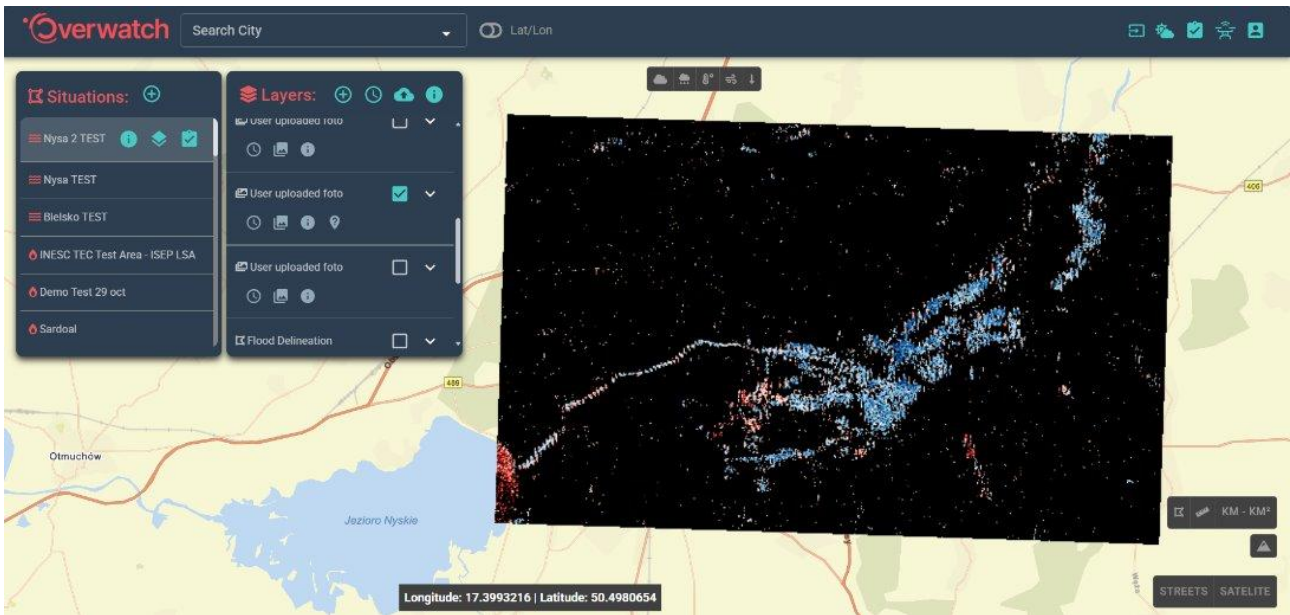 Overwatch
Search City
Lat/Lon
Situations:
Nysa 2 TEST
Nysa TEST
Bielsko TEST
INESC TEC Test Area - ISEP LSA
Demo Test 29 oct
Sardoal
Layers:
User uploaded foto
User uploaded foto
User uploaded foto
Flood Delineation
406
409
Otmuchów
Jezioro Nyskie
KM - KM²
STREETS SATELITE
Longitude: 17.3993216 | Latitude: 50.4980654